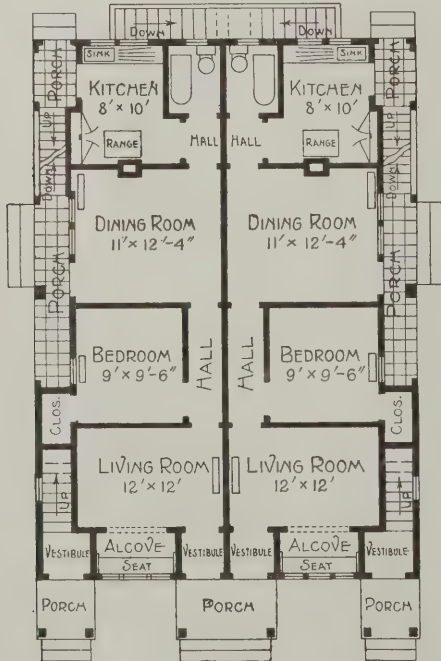 DOWN DOWN
SINK SINK
PORCH PORCH
KITCHEN KITCHEN
8' × 10' 8' × 10'
UP UP
HALL HALL
RANGE RANGE
DOWN DOWN
DINING ROOM DINING ROOM
11' × 12'-4" 11' × 12'-4"
PORCH PORCH
BEDROOM HALL HALL BEDROOM
9' × 9'-6" 9' × 9'-6"
CLOS. CLOS.
LIVING ROOM LIVING ROOM
12' × 12' 12' × 12'
UP UP
VESTIBULE ALCOVE VESTIBULE VESTIBULE ALCOVE VESTIBULE
SEAT SEAT
PORCH PORCH PORCH